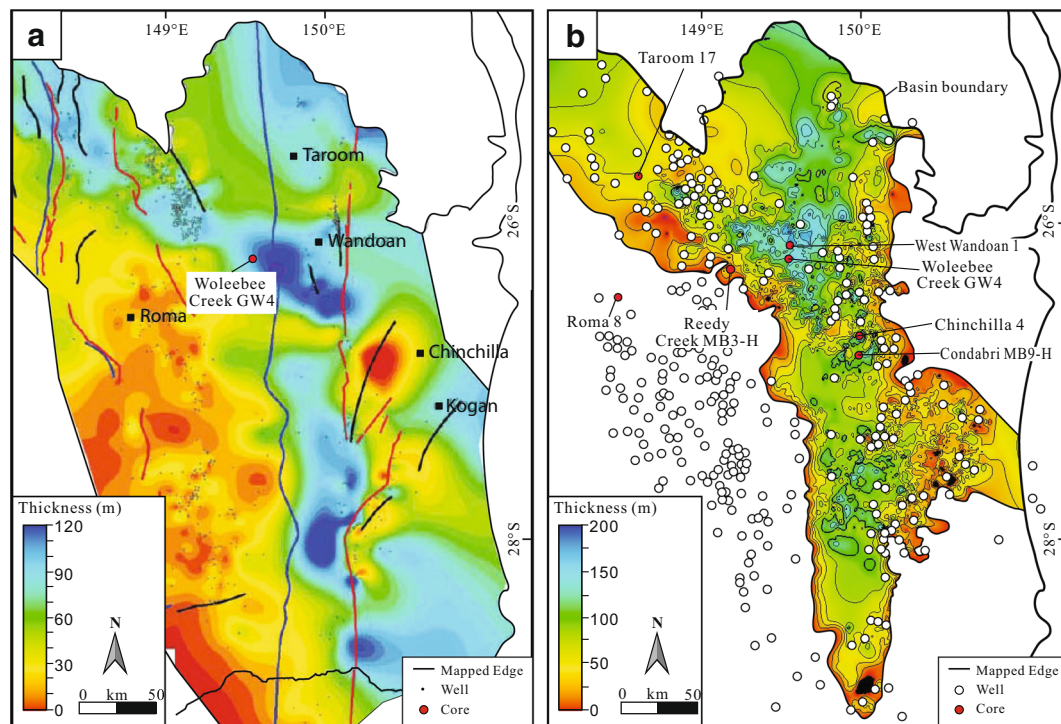 a
149°E
150°E
Taroom
Wandoan
Woleebee
Creek GW4
Roma
Chinchilla
Kogan
26°S
28°S
Thickness (m)
120
90
60
30
0
N
0 km 50
Mapped Edge
Well
Core
b
149°E
150°E
Taroom 17
Basin boundary
26°S
West Wandoan 1
Woleebee
Creek GW4
Roma 8
Reedy
Creek MB3-H
Chinchilla 4
Condabri MB9-H
28°S
Thickness (m)
200
150
100
50
0
N
0 km 50
Mapped Edge
Well
Core